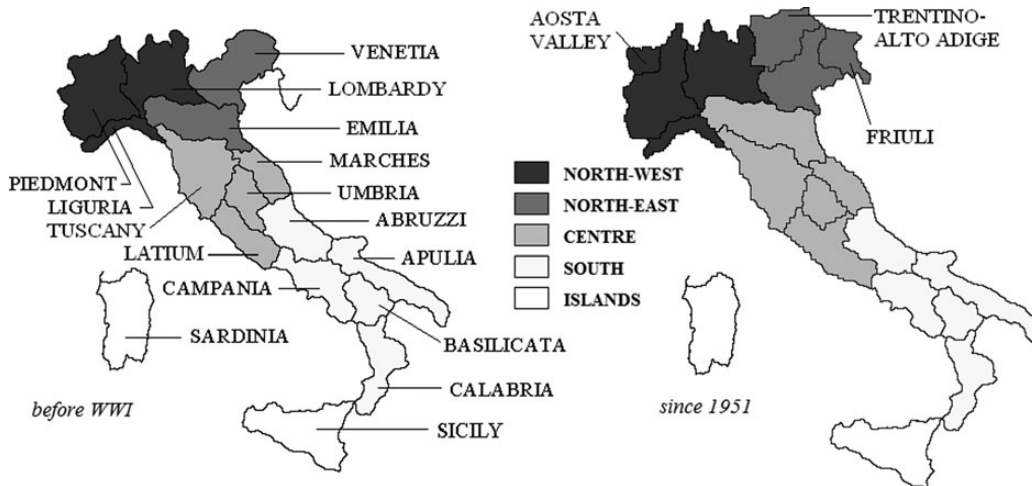 VENETIA
LOMBARDY
EMILIA
MARCHES
UMBRIA
ABRUZZI
APULIA
PIEDMONT
LIGURIA
TUSCANY
LATIUM
CAMPANIA
SARDINIA
BASILICATA
CALABRIA
SICILY
before WWI
NORTH-WEST
NORTH-EAST
CENTRE
SOUTH
ISLANDS
AOSTA
VALLEY
TRENTINO-
ALTO ADIGE
FRIULI
since 1951